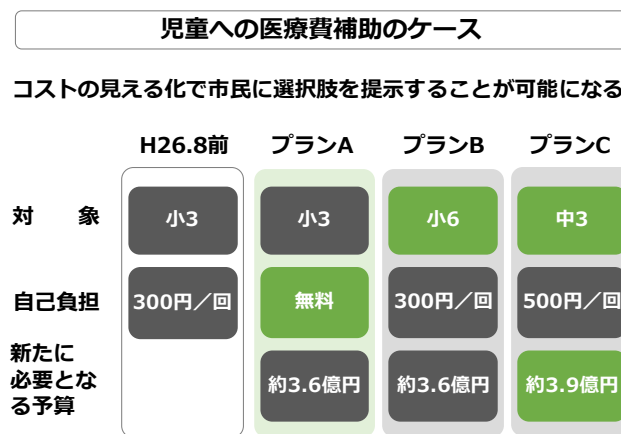 児童への医療費補助のケース
コストの見える化で市民に選択肢を提示することが可能になる
H26.8前 プランA プランB プランC
対 象 小3 小3 小6 中3
自己負担 300円／回 無料 300円／回 500円／回
新たに
必要とな
る予算 約3.6億円 約3.6億円 約3.9億円